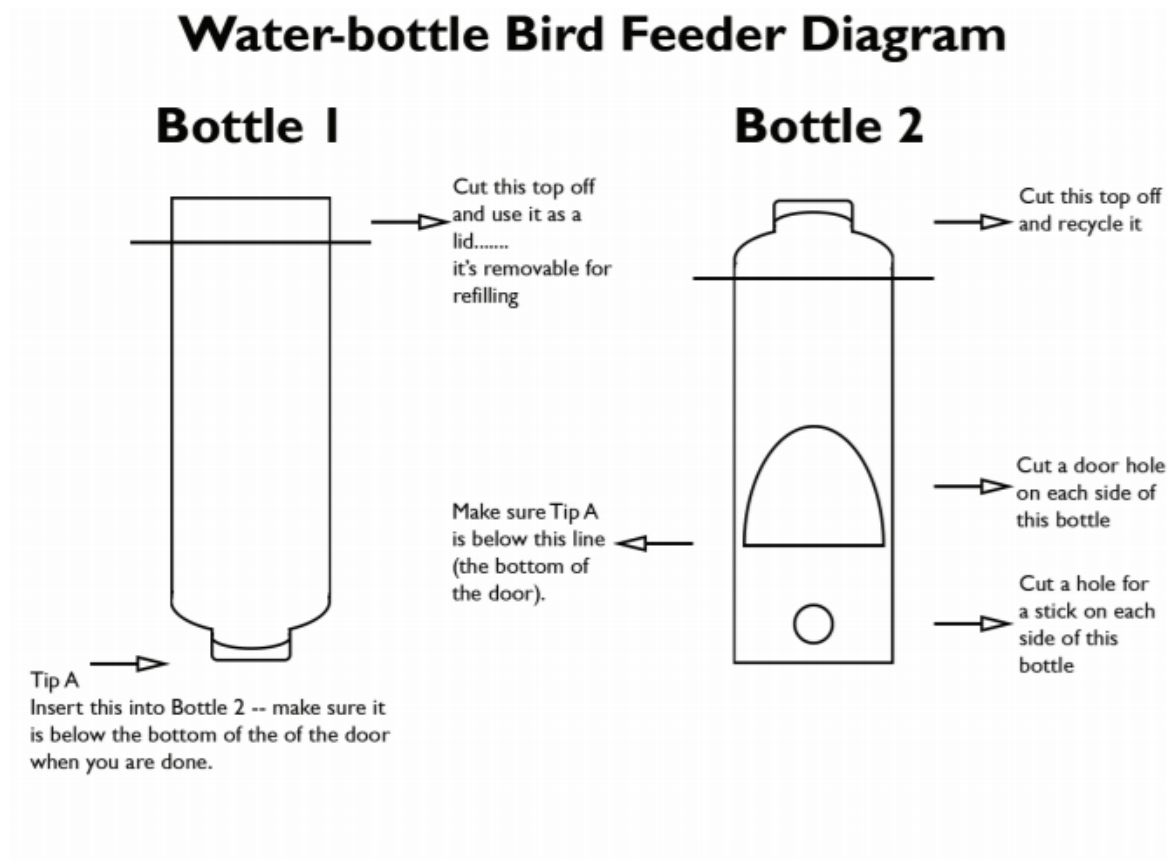 Water-bottle Bird Feeder Diagram
Bottle 1
Cut this top off
and use it as a
lid.......
it's removable for
refilling
Tip A
Insert this into Bottle 2 -- make sure it
is below the bottom of the of the door
when you are done.
Bottle 2
Cut this top off
and recycle it
Cut a door hole
on each side of
this bottle
Make sure Tip A
is below this line
(the bottom of
the door).
Cut a hole for
a stick on each
side of this
bottle